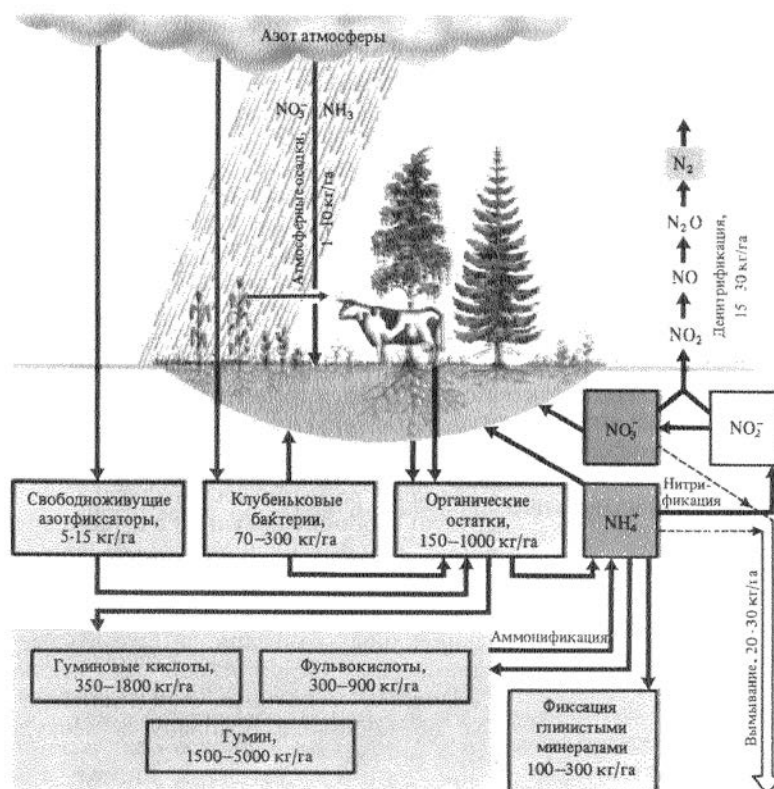 Азот атмосферы
NO₃⁻ NH₃
Атмосферные осадки,
1–10 кг/га
N₂
N₂O
NO
NO₂
Денитрификация,
15–30 кг/га
NO₃⁻
NO₂⁻
Нитри-
фикация
NH₄⁺
Свободноживущие
азотфиксаторы,
5-15 кг/га
Клубеньковые
бактерии,
70–300 кг/га
Органические
остатки,
150–1000 кг/га
Аммонификация
Гуминовые кислоты,
350–1800 кг/га
Фульвокислоты,
300–900 кг/га
Гумин,
1500–5000 кг/га
Фиксация
глинистыми
минералами
100–300 кг/га
Вымывание, 20-30 кг/га